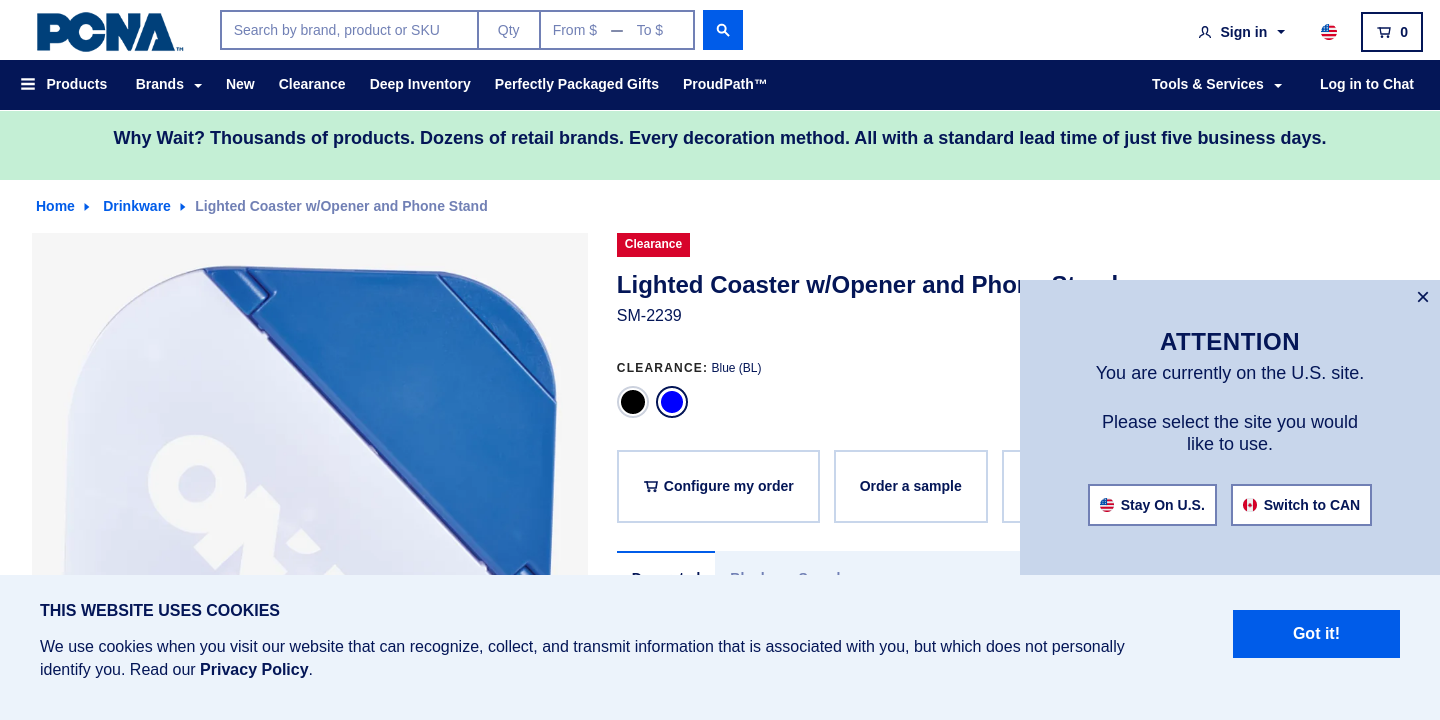 PCNA™
Search by brand, product or SKU
Qty
From $ — To $
Sign in
0
Products
Brands
New
Clearance
Deep Inventory
Perfectly Packaged Gifts
ProudPath™
Tools & Services
Log in to Chat
Why Wait? Thousands of products. Dozens of retail brands. Every decoration method. All with a standard lead time of just five business days.
Home
Drinkware
Lighted Coaster w/Opener and Phone Stand
Clearance
Lighted Coaster w/Opener and Phone Stand
SM-2239
CLEARANCE: Blue (BL)
Configure my order
Order a sample
×
ATTENTION
You are currently on the U.S. site.
Please select the site you would
like to use.
Stay On U.S.
Switch to CAN
THIS WEBSITE USES COOKIES
We use cookies when you visit our website that can recognize, collect, and transmit information that is associated with you, but which does not personally
identify you. Read our Privacy Policy.
Got it!